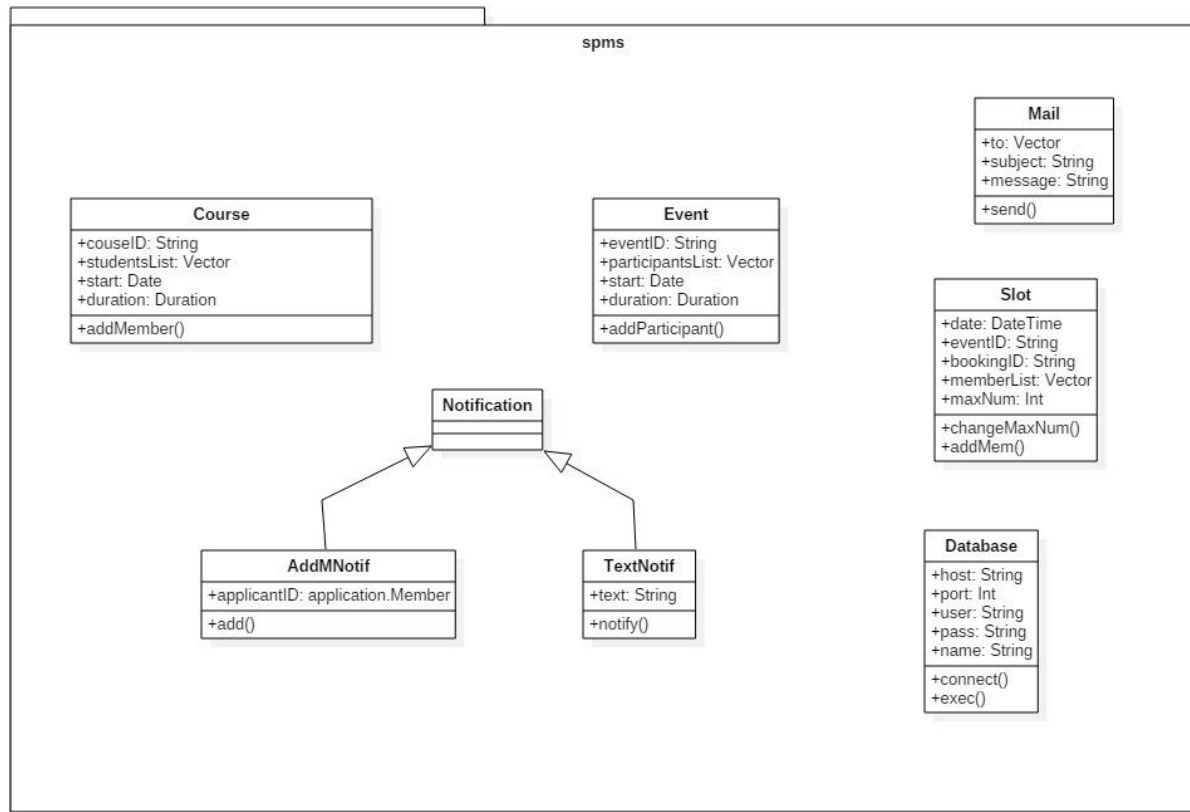 spms
Mail
+to: Vector
+subject: String
+message: String
+send()
Course
+couseID: String
+studentsList: Vector
+start: Date
+duration: Duration
+addMember()
Event
+eventID: String
+participantsList: Vector
+start: Date
+duration: Duration
+addParticipant()
Slot
+date: DateTime
+eventID: String
+bookingID: String
+memberList: Vector
+maxNum: Int
+changeMaxNum()
+addMem()
Notification
AddMNotif
+applicantID: application.Member
+add()
TextNotif
+text: String
+notify()
Database
+host: String
+port: Int
+user: String
+pass: String
+name: String
+connect()
+exec()